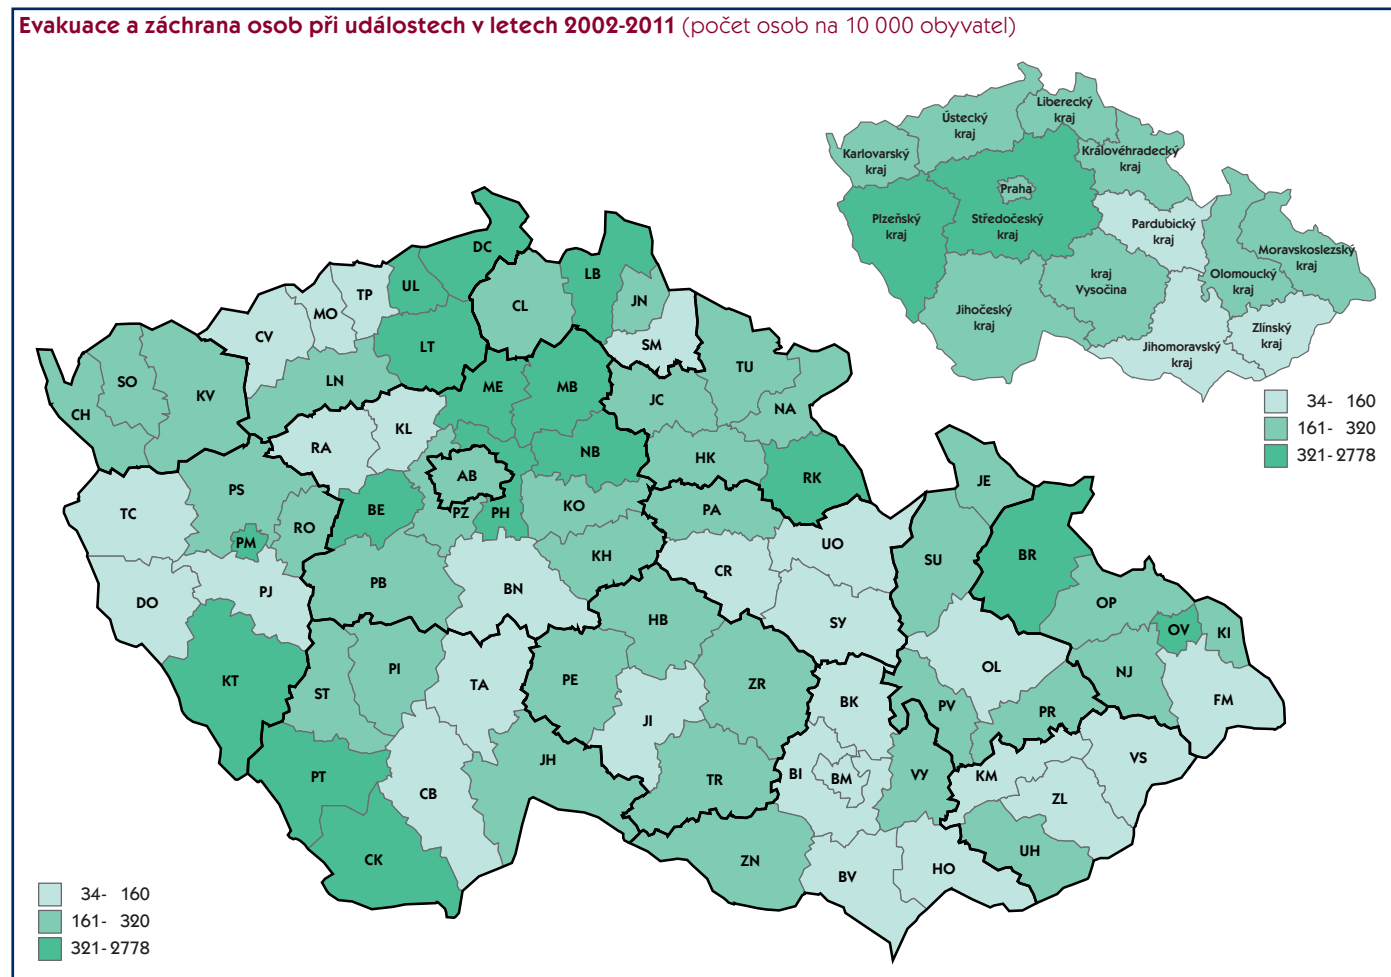 Evakuace a záchrana osob při událostech v letech 2002-2011 (počet osob na 10 000 obyvatel)
Liberecký
kraj
Ústecký
kraj
Karlovarský
kraj
Královéhradecký
kraj
Praha
Plzeňský
kraj
Středočeský
kraj
Pardubický
kraj
Moravskoslezský
kraj
kraj
Vysočina
Olomoucký
kraj
Jihočeský
kraj
Zlínský
kraj
Jihomoravský
kraj
34- 160
161- 320
321-2778
DC
LB
UL
TP
JN
MO
CL
CV
SM
LT
TU
SO
LN
ME
MB
KV
JC
NA
CH
KL
RA
NB
HK
AB
RK
JE
PS
TC
BE
PZ
PH
KO
PA
RO
PM
UO
BR
SU
KH
CR
PB
BN
PJ
DO
OP
HB
SY
OV
KI
OL
NJ
KT
PI
ST
TA
PE
ZR
BK
FM
PV
PR
JI
VS
JH
PT
TR
BI
BM
VY
KM
CB
ZL
UH
CK
ZN
HO
BV
34- 160
161- 320
321-2778